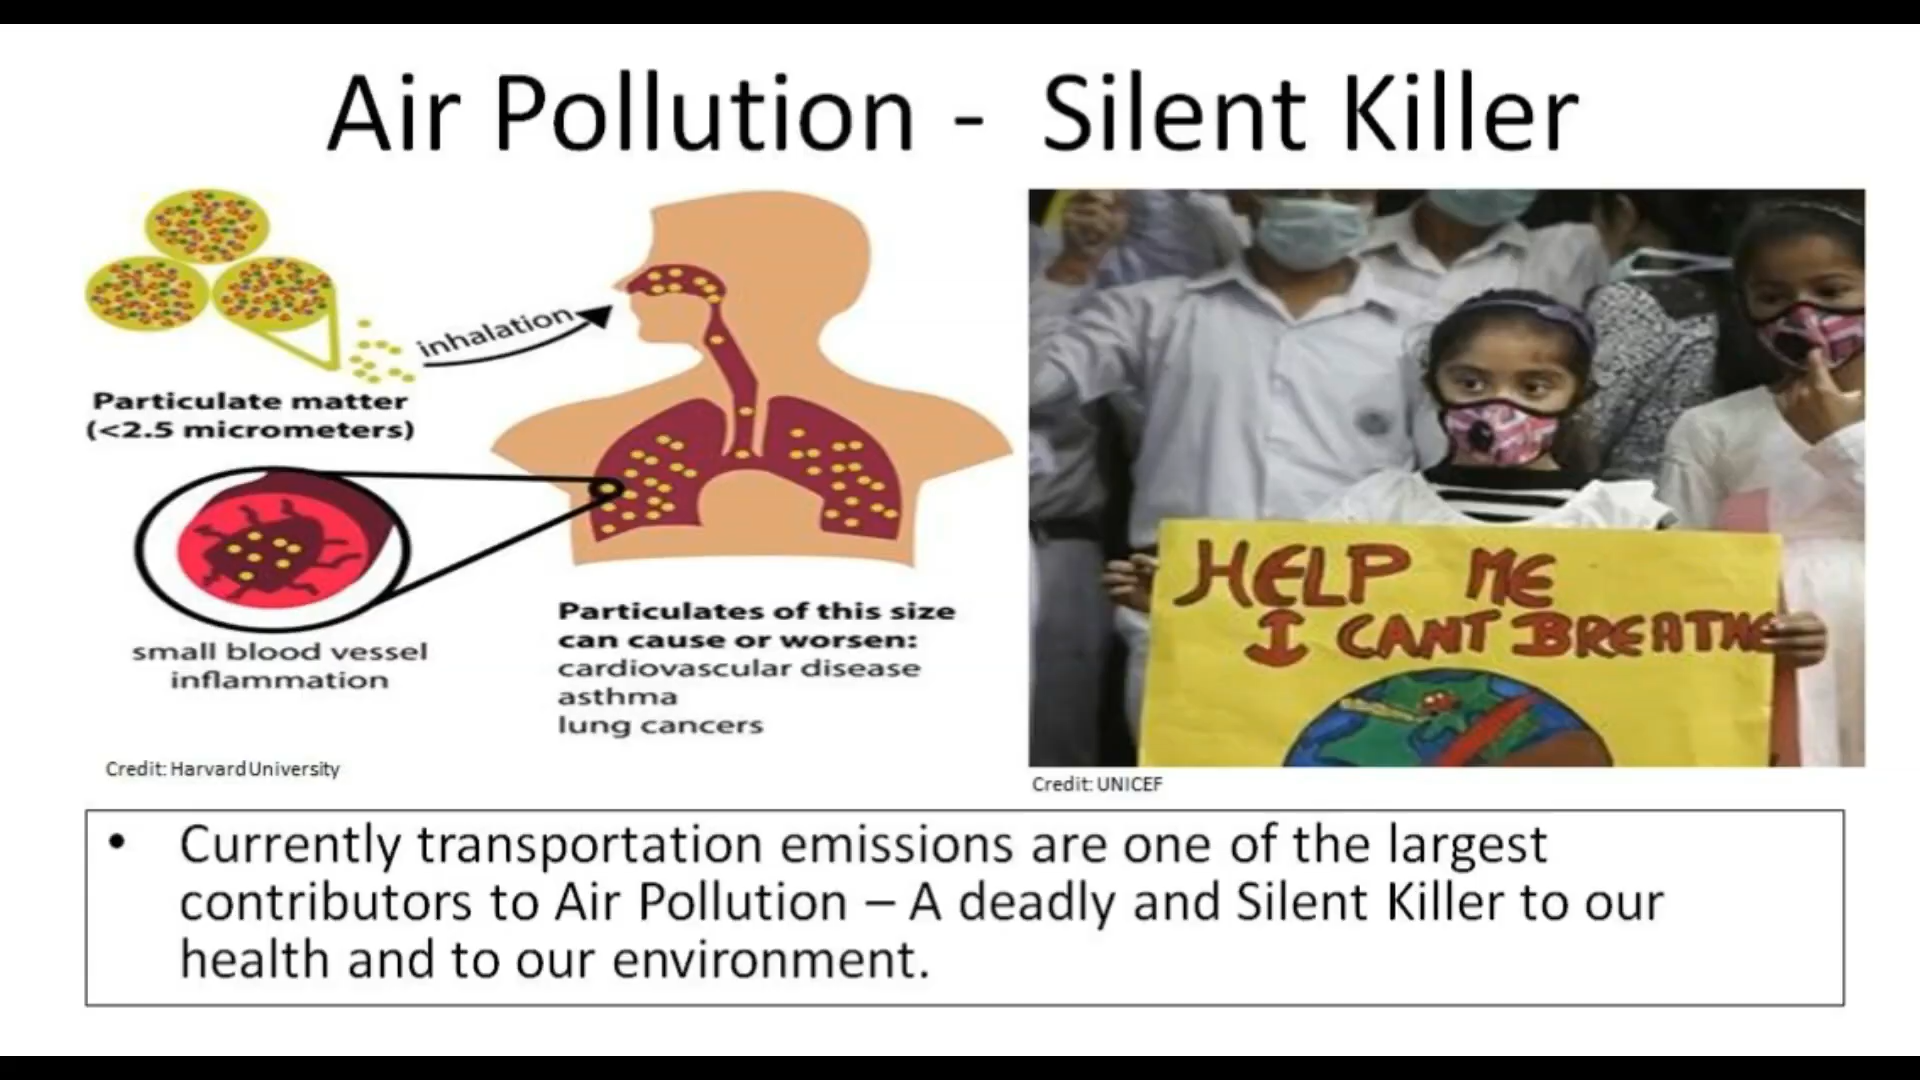 Air Pollution - Silent Killer
inhalation
Particulate matter
(<2.5 micrometers)
small blood vessel
inflammation
Particulates of this size
can cause or worsen:
cardiovascular disease
asthma
lung cancers
Credit: Harvard University
HELP ME
I CANT BREATHE
Credit: UNICEF
• Currently transportation emissions are one of the largest
contributors to Air Pollution – A deadly and Silent Killer to our
health and to our environment.